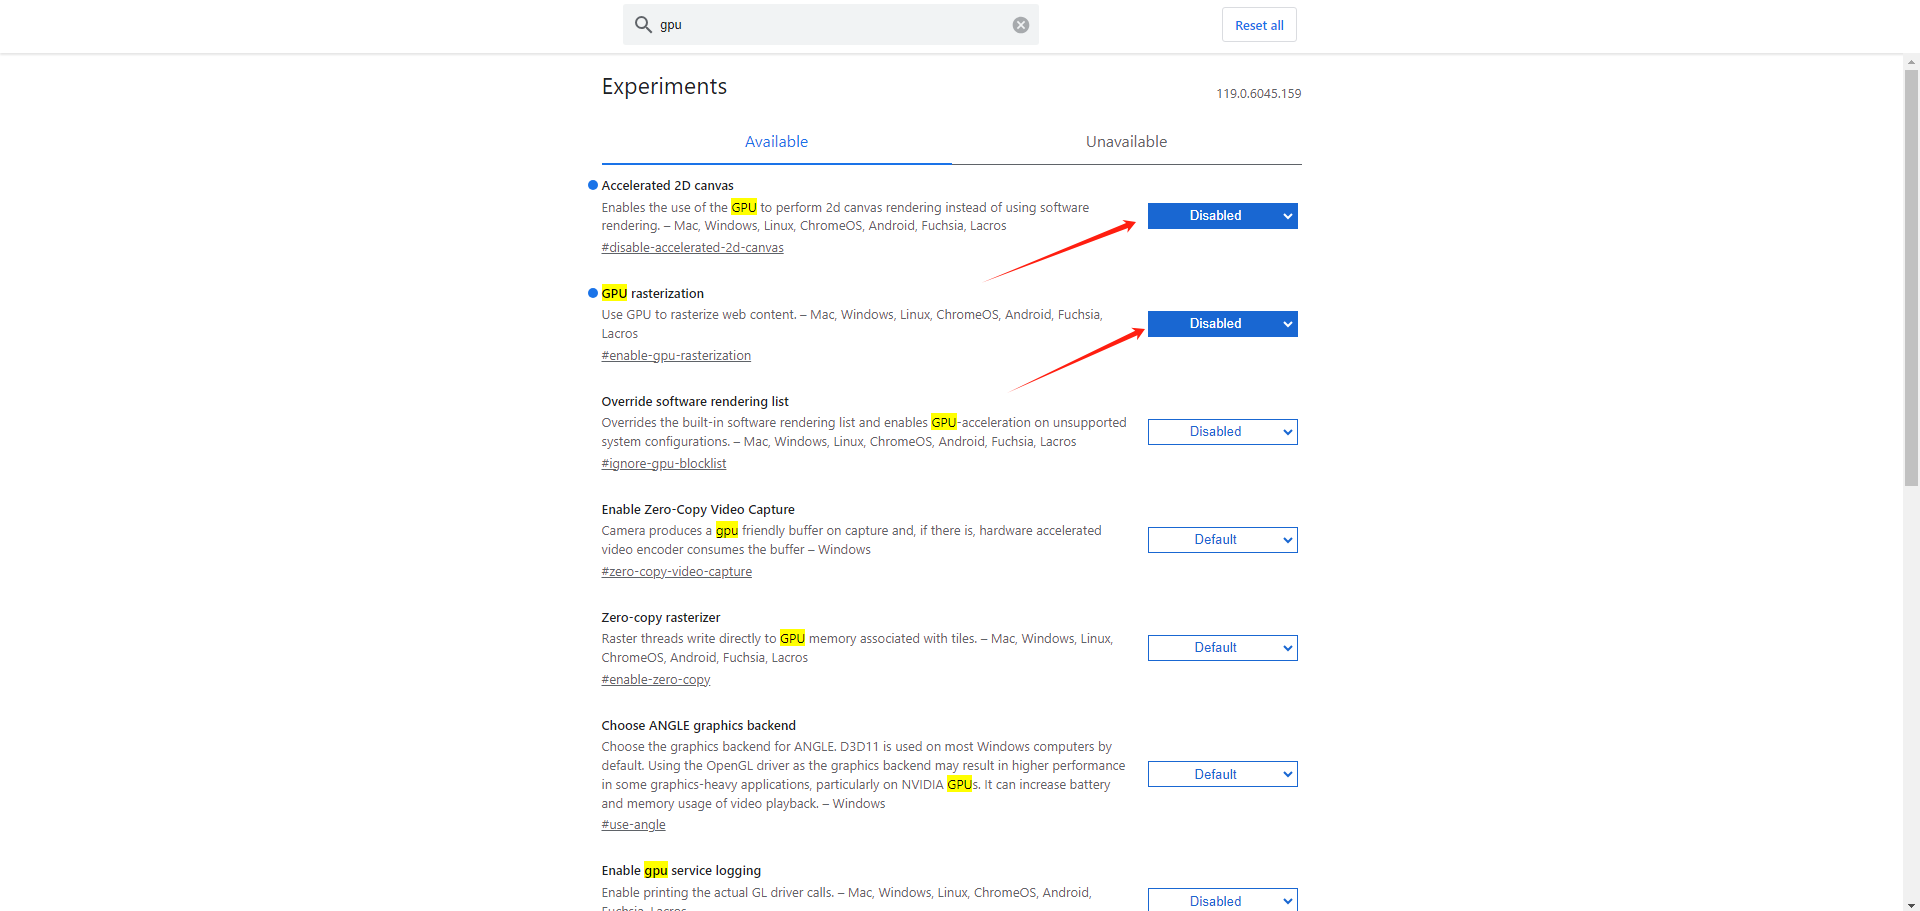 gpu
Reset all
Experiments
119.0.6045.159
Available
Unavailable
Accelerated 2D canvas
Enables the use of the GPU to perform 2d canvas rendering instead of using software
rendering. – Mac, Windows, Linux, ChromeOS, Android, Fuchsia, Lacros
#disable-accelerated-2d-canvas
Disabled
GPU rasterization
Use GPU to rasterize web content. – Mac, Windows, Linux, ChromeOS, Android, Fuchsia,
Lacros
#enable-gpu-rasterization
Disabled
Override software rendering list
Overrides the built-in software rendering list and enables GPU-acceleration on unsupported
system configurations. – Mac, Windows, Linux, ChromeOS, Android, Fuchsia, Lacros
#ignore-gpu-blocklist
Disabled
Enable Zero-Copy Video Capture
Camera produces a gpu friendly buffer on capture and, if there is, hardware accelerated
video encoder consumes the buffer – Windows
#zero-copy-video-capture
Default
Zero-copy rasterizer
Raster threads write directly to GPU memory associated with tiles. – Mac, Windows, Linux,
ChromeOS, Android, Fuchsia, Lacros
#enable-zero-copy
Default
Choose ANGLE graphics backend
Choose the graphics backend for ANGLE. D3D11 is used on most Windows computers by
default. Using the OpenGL driver as the graphics backend may result in higher performance
in some graphics-heavy applications, particularly on NVIDIA GPUs. It can increase battery
and memory usage of video playback. – Windows
#use-angle
Default
Enable gpu service logging
Enable printing the actual GL driver calls. – Mac, Windows, Linux, ChromeOS, Android,
Fuchsia, Lacros
Disabled